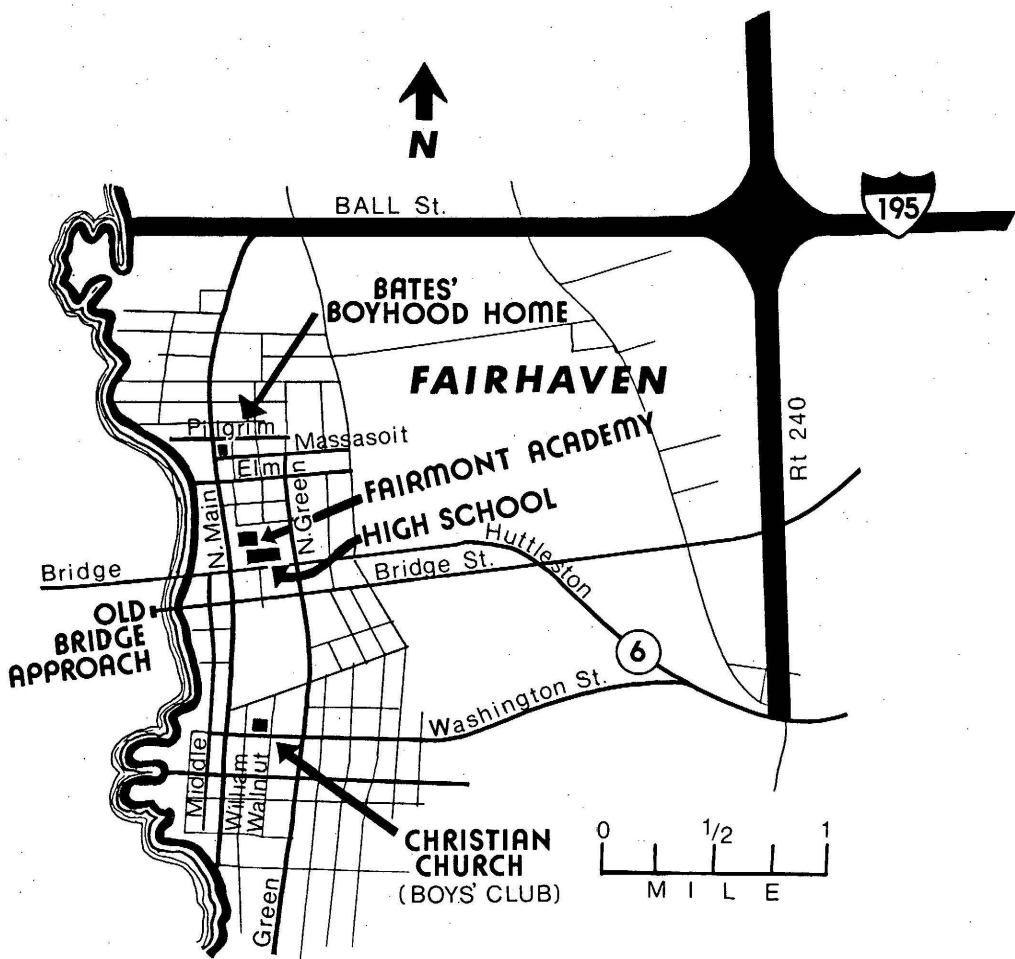 N
BALL St.
195
BATES'
BOYHOOD HOME
FAIRHAVEN
Pilgrim
Massasoit
Elm
FAIRMONT ACADEMY
HIGH SCHOOL
N.Main
N.Green
Rt 240
Bridge
Huttleston
Bridge St.
OLD
BRIDGE
APPROACH
6
Washington St.
Middle
William
Walnut
Green
CHRISTIAN
CHURCH
(BOYS' CLUB)
0 1/2 1
MILE